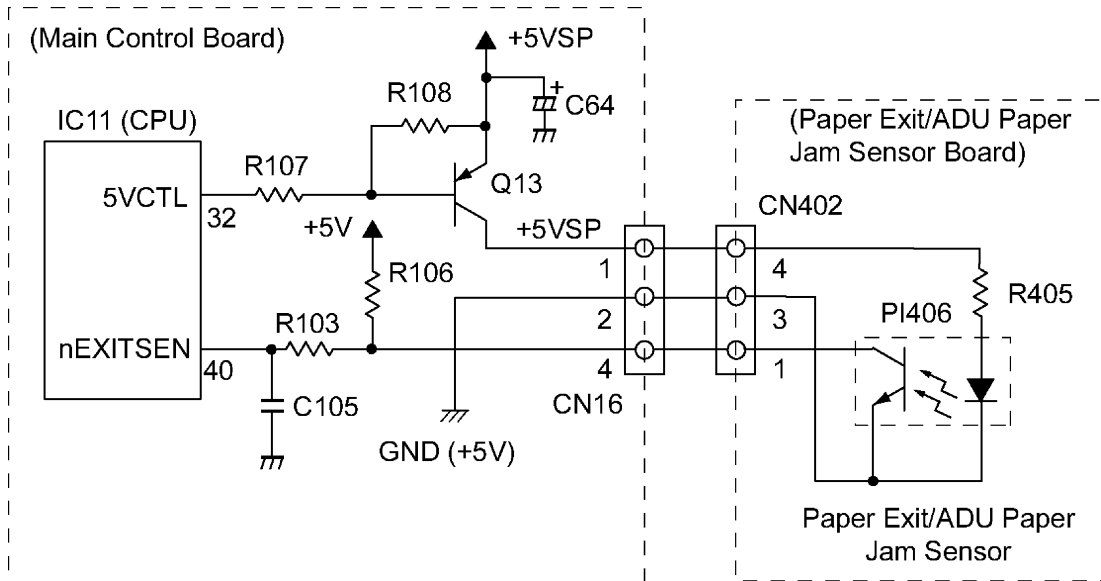 (Main Control Board)
+5VSP
R108
C64
+
IC11 (CPU)
(Paper Exit/ADU Paper
Jam Sensor Board)
R107
Q13
5VCTL
32
CN402
+5V
+5VSP
1
4
R106
R405
PI406
R103
2
3
nEXITSEN
40
4
1
C105
CN16
GND (+5V)
Paper Exit/ADU Paper
Jam Sensor